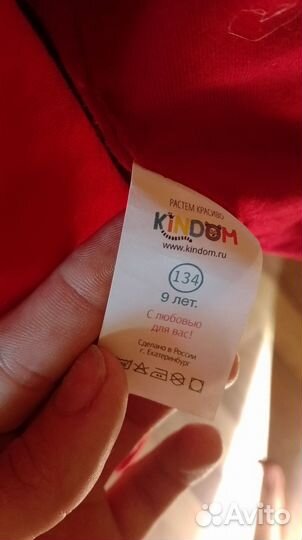 РАСТЕМ КРАСИВО
KiNDOM
www.kindom.ru
134
9 лет.
С любовью
для вас!
Сделано в России
г. Екатеринбург
Avito